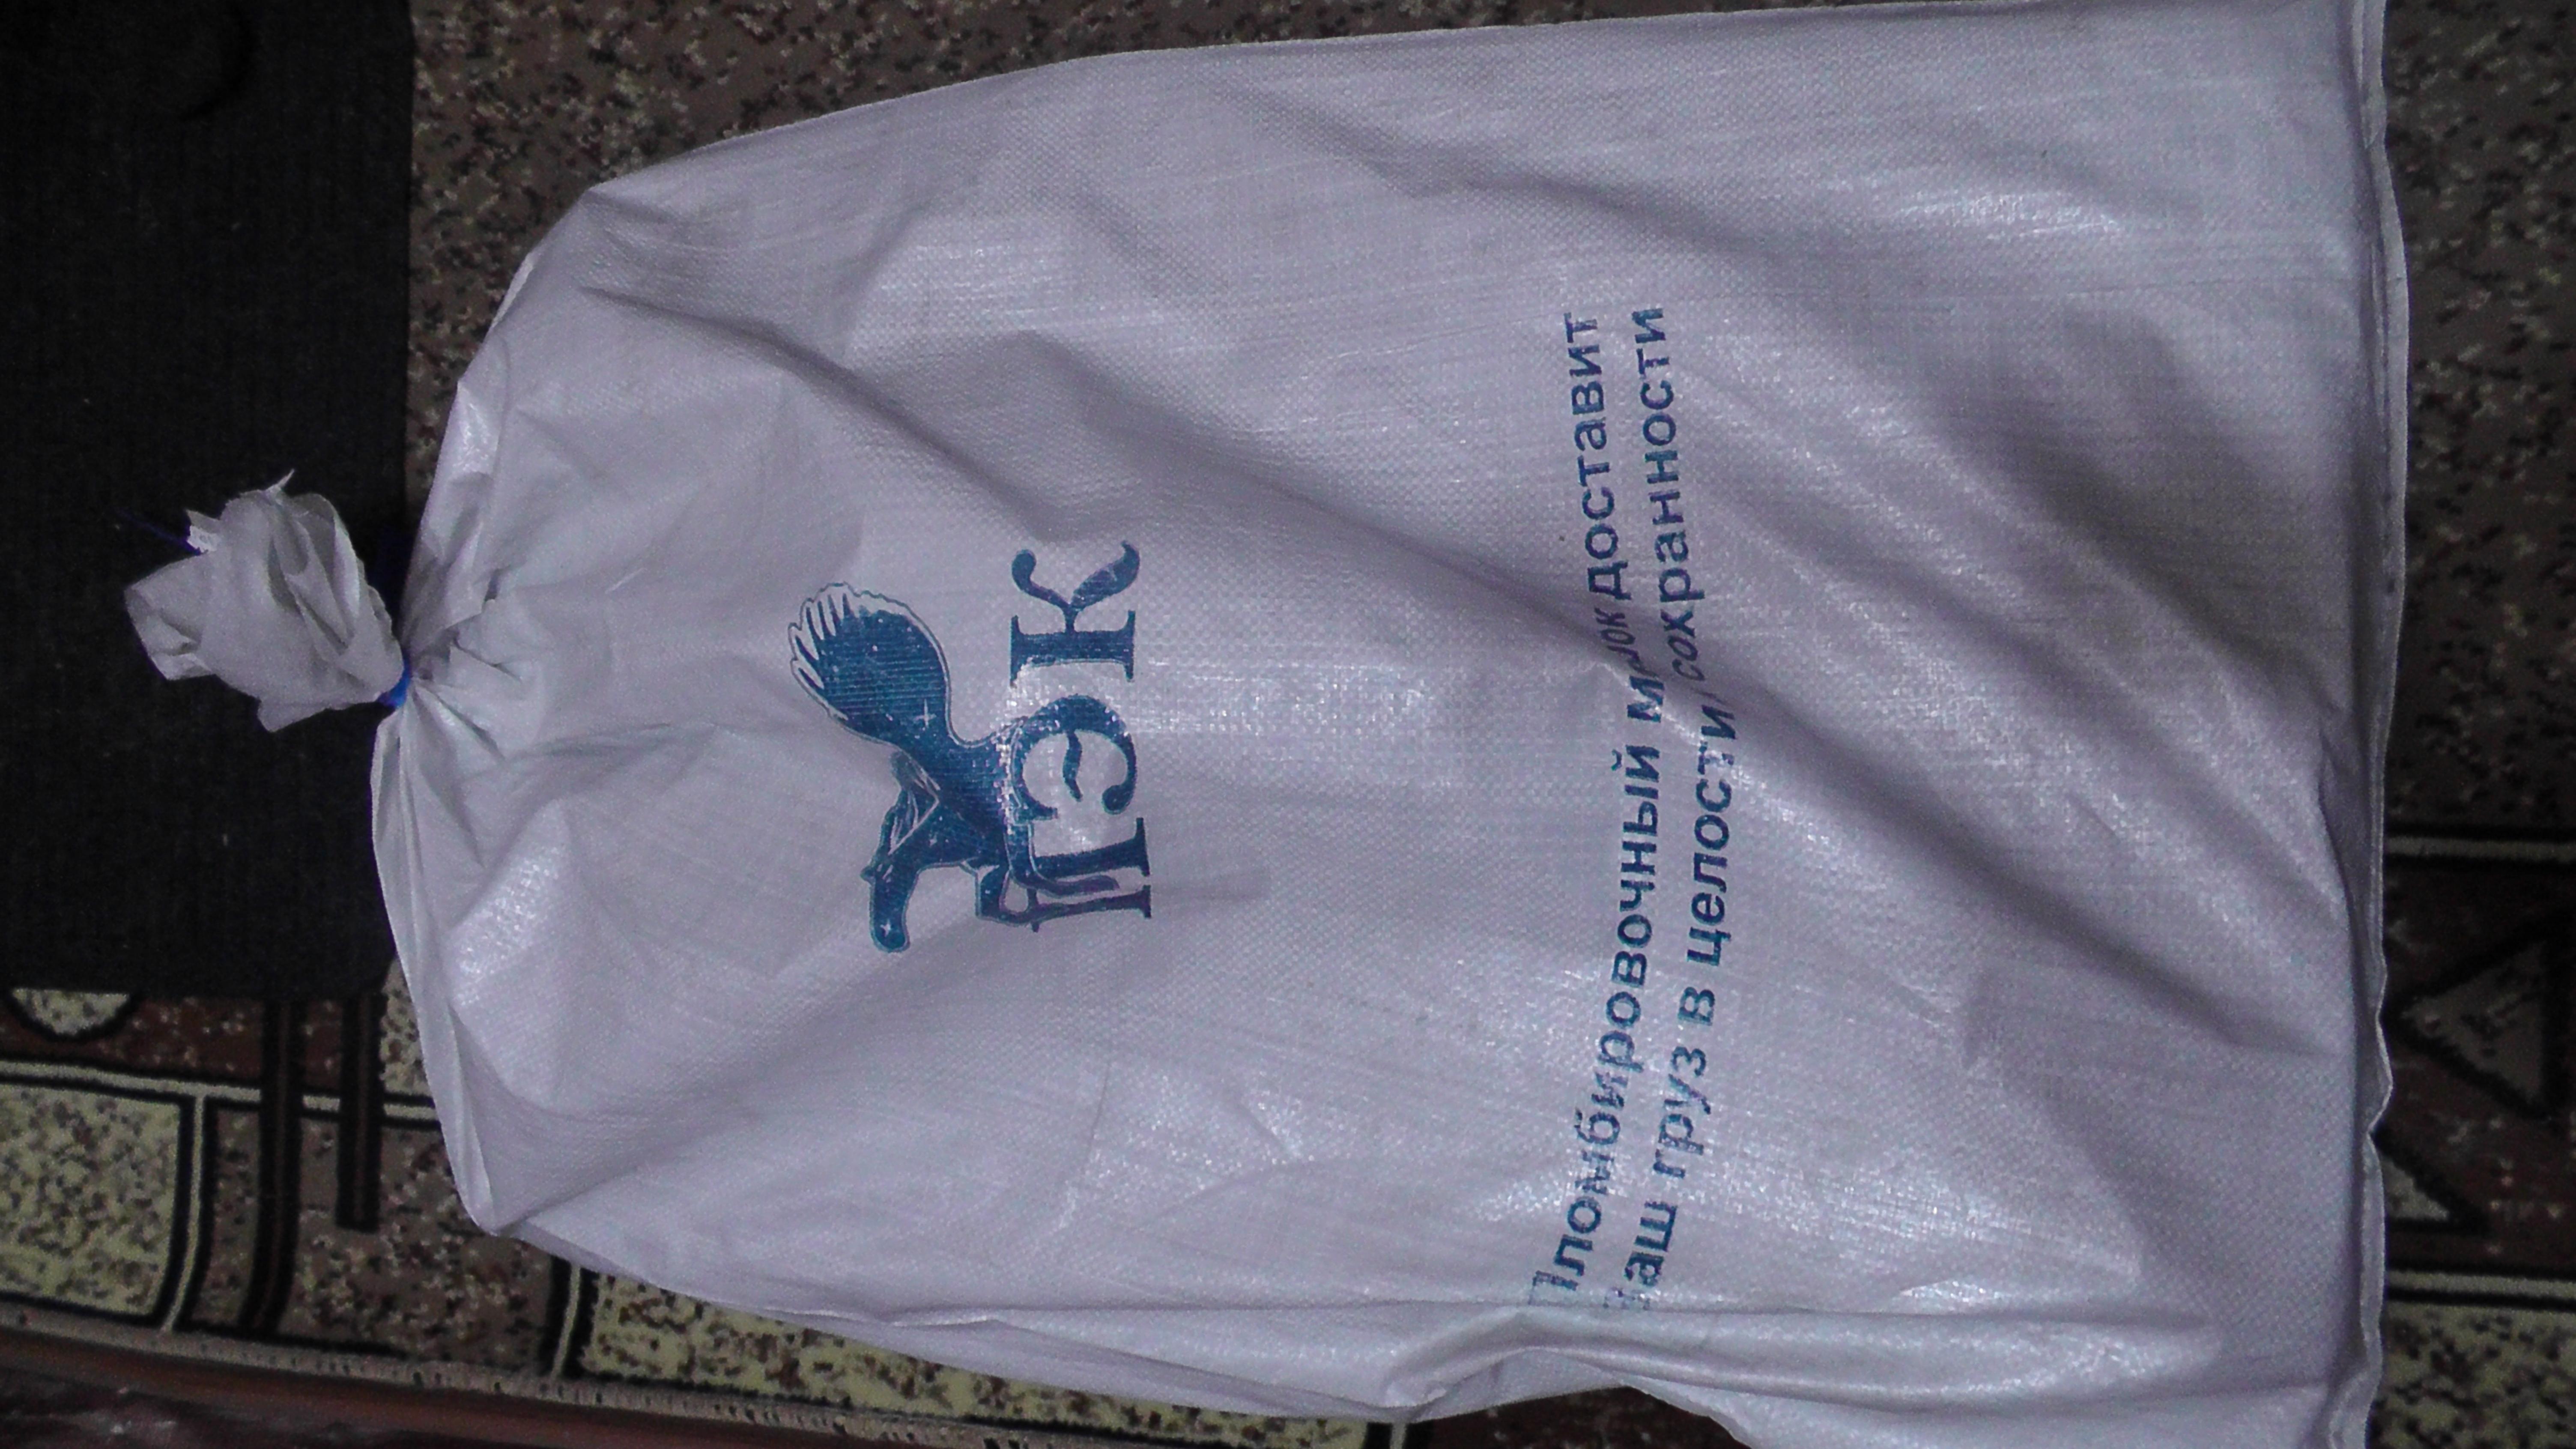 ПЭК
Пломбировочный мешок доставит
Ваш груз в целости и сохранности